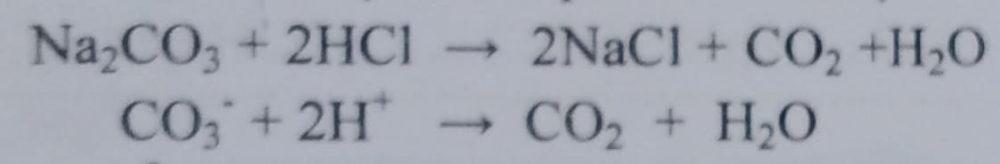 Na₂CO₃ + 2HCl → 2NaCl + CO₂ +H₂O
CO₃⁻ + 2H⁺ → CO₂ + H₂O